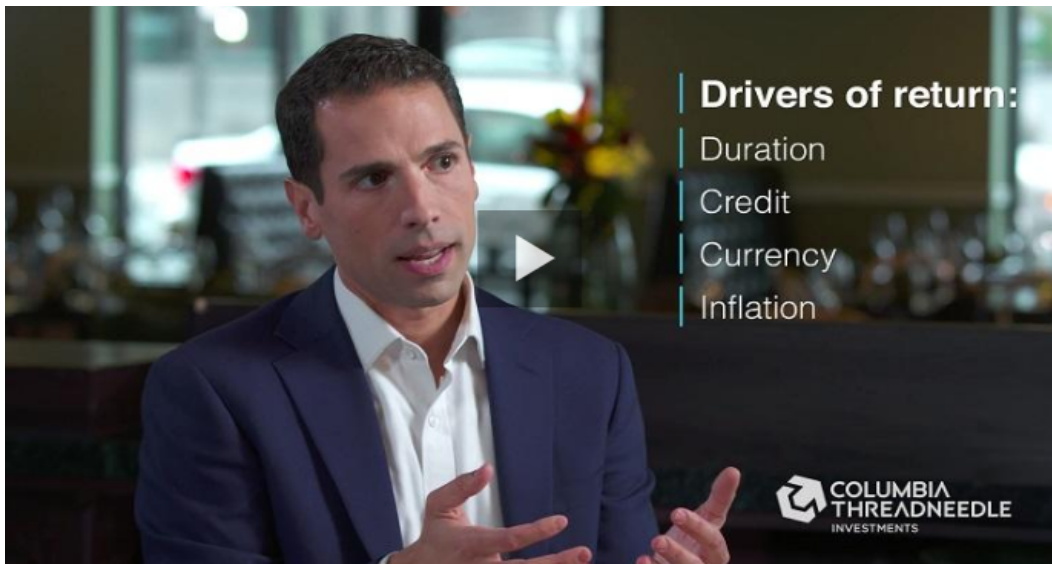 Drivers of return:
Duration
Credit
Currency
Inflation
COLUMBIA
THREADNEEDLE
INVESTMENTS